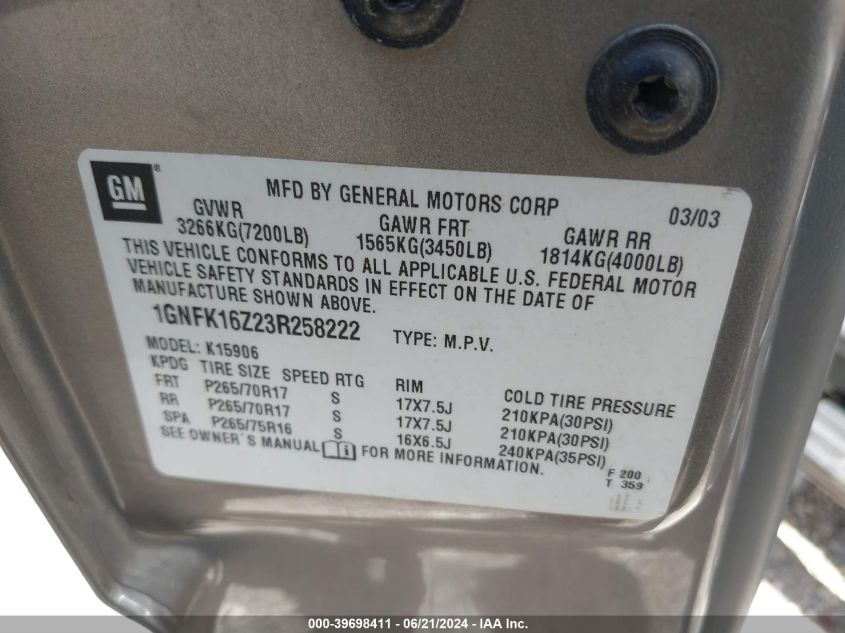 GM®
MFD BY GENERAL MOTORS CORP 03/03
GVWR GAWR FRT GAWR RR
3266KG(7200LB) 1565KG(3450LB) 1814KG(4000LB)
THIS VEHICLE CONFORMS TO ALL APPLICABLE U.S. FEDERAL MOTOR
VEHICLE SAFETY STANDARDS IN EFFECT ON THE DATE OF
MANUFACTURE SHOWN ABOVE.
1GNFK16Z23R258222 TYPE: M.P.V.
MODEL: K15906
KPDG TIRE SIZE SPEED RTG RIM COLD TIRE PRESSURE
FRT P265/70R17 S 17X7.5J 210KPA(30PSI)
RR P265/70R17 S 17X7.5J 210KPA(30PSI)
SPA P265/75R16 S 16X6.5J 240KPA(35PSI)
SEE OWNER'S MANUAL FOR MORE INFORMATION.
F 200
T 359
000-39698411 - 06/21/2024 - IAA Inc.